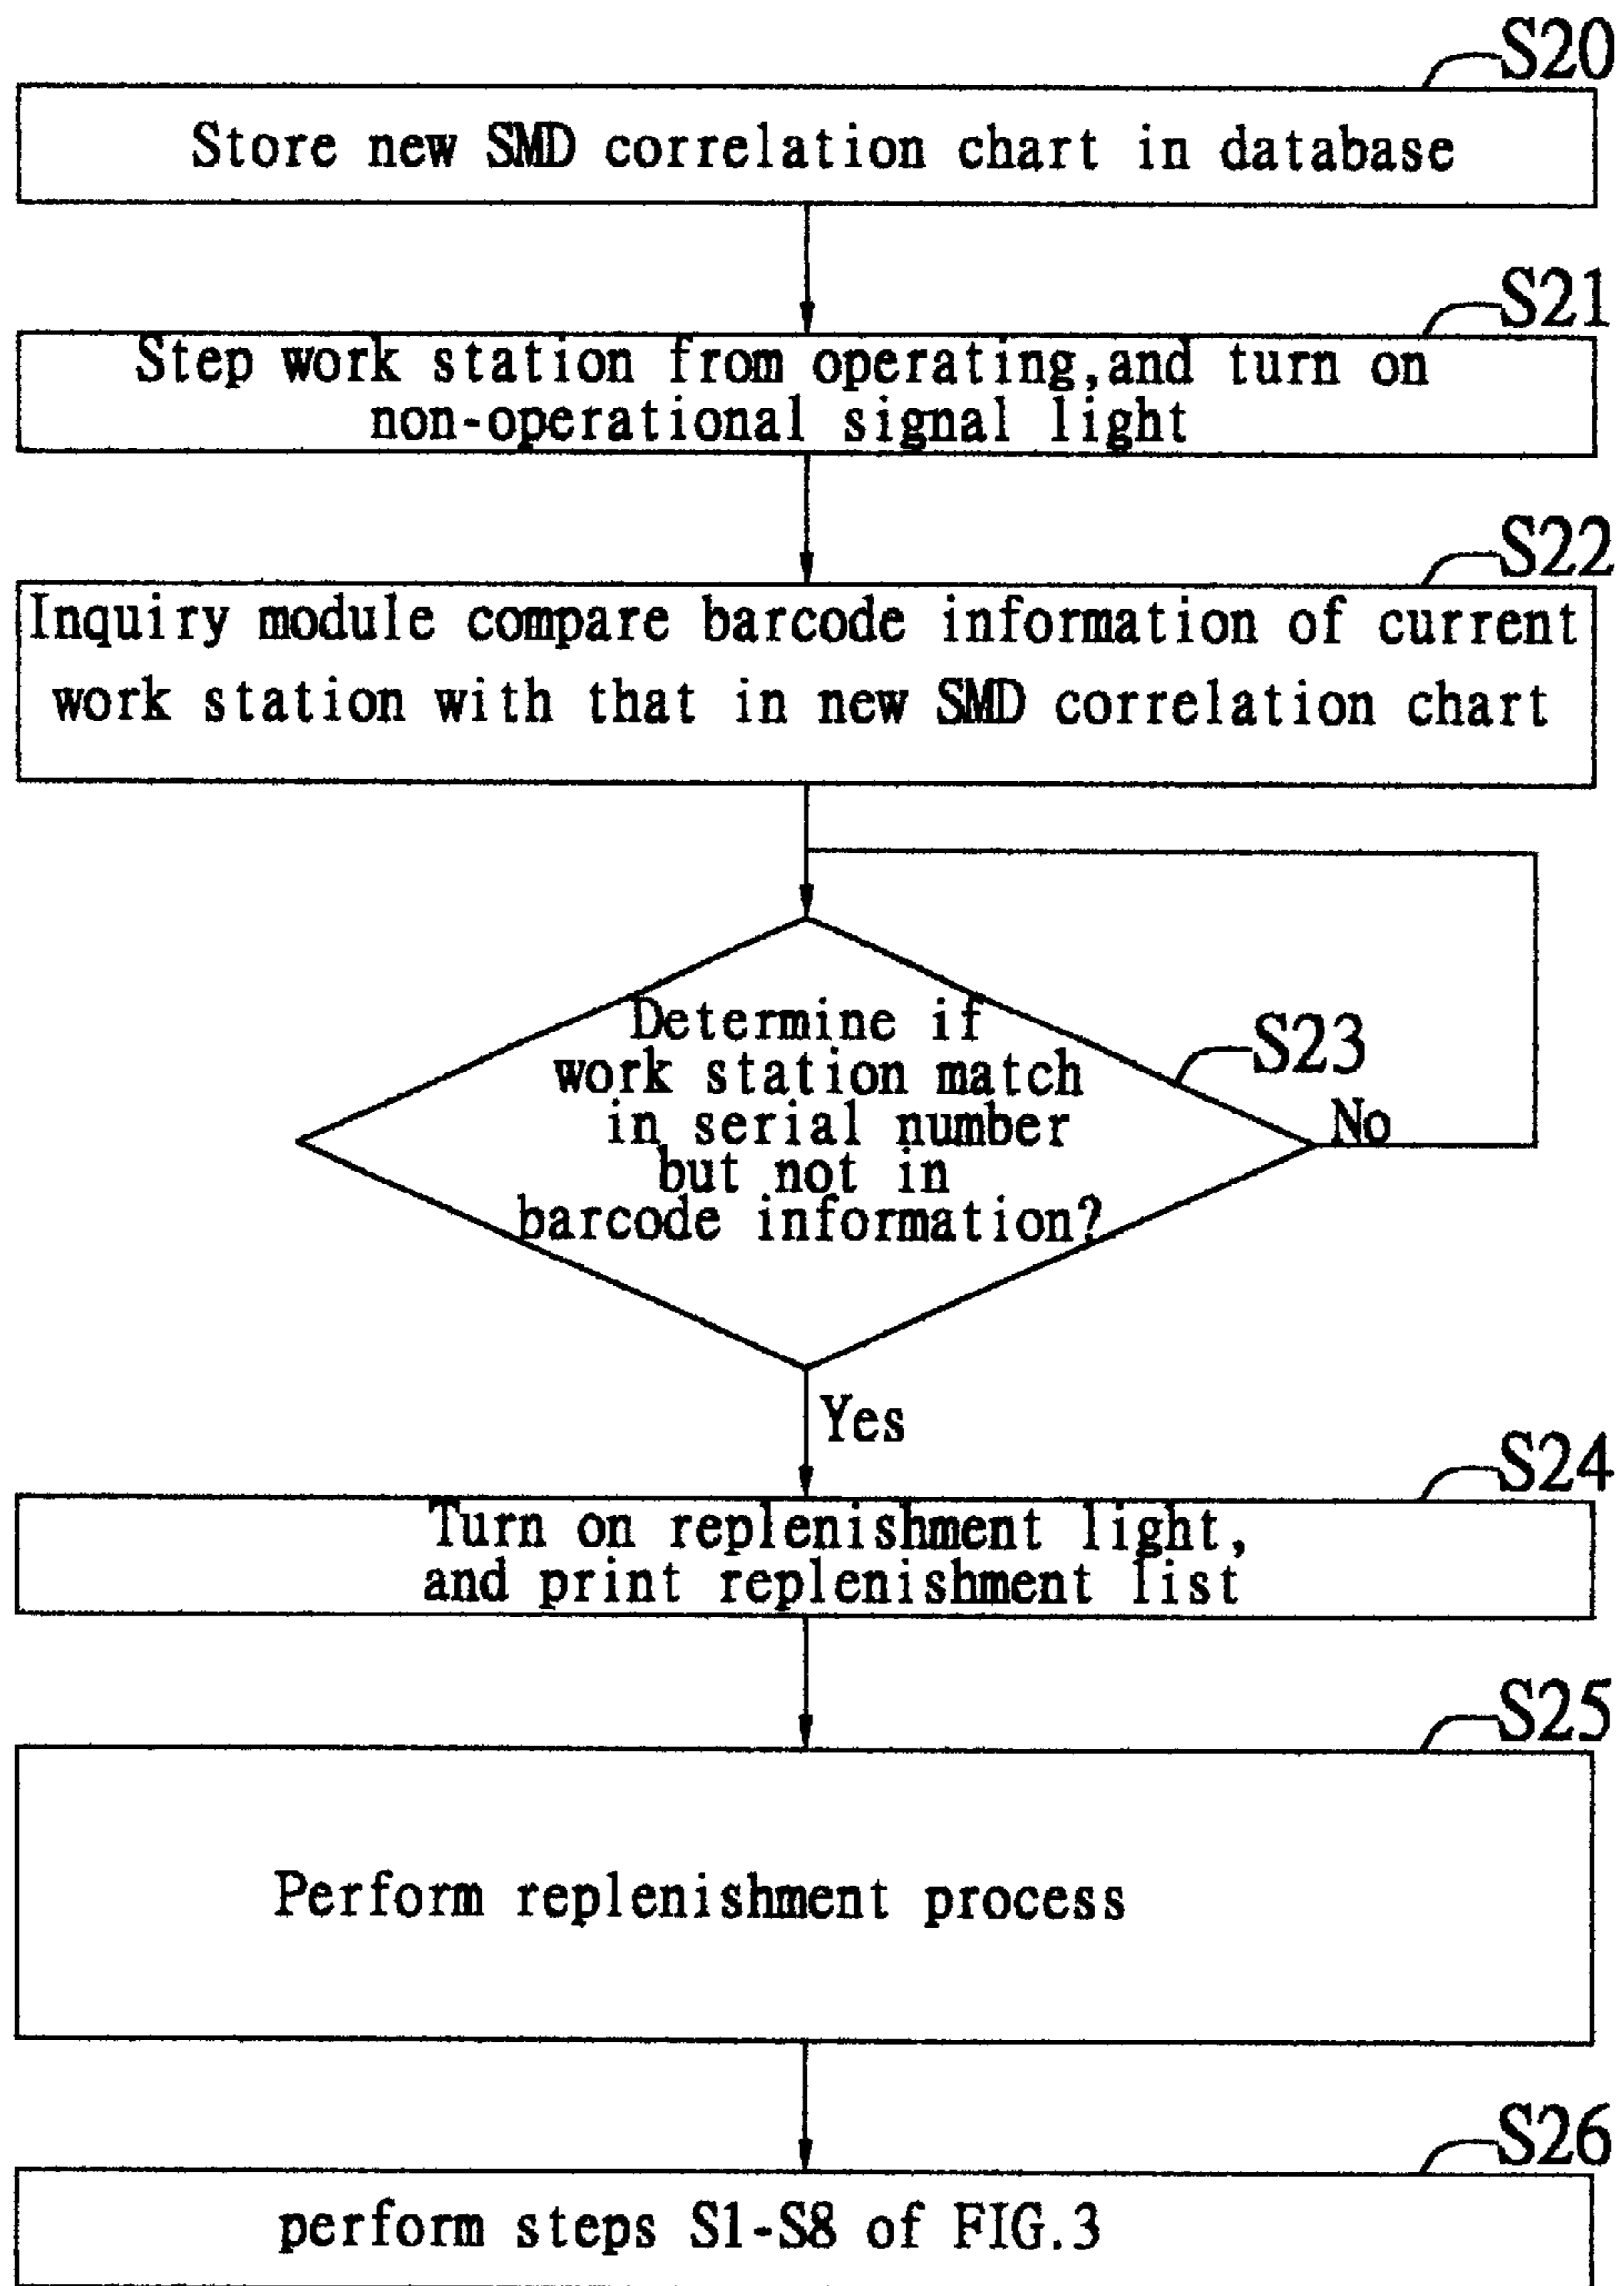 S20
Store new SMD correlation chart in database
S21
Step work station from operating,and turn on
non-operational signal light
S22
Inquiry module compare barcode information of current
work station with that in new SMD correlation chart
Determine if
work station match
in serial number
but not in
barcode information?
S23
No
Yes
S24
Turn on replenishment light,
and print replenishment list
S25
Perform replenishment process
S26
perform steps S1-S8 of FIG.3